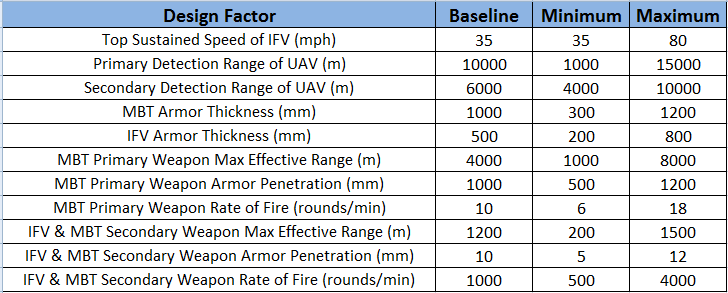 Design Factor Baseline Minimum Maximum
Top Sustained Speed of IFV (mph) 35 35 80
Primary Detection Range of UAV (m) 10000 1000 15000
Secondary Detection Range of UAV (m) 6000 4000 10000
MBT Armor Thickness (mm) 1000 300 1200
IFV Armor Thickness (mm) 500 200 800
MBT Primary Weapon Max Effective Range (m) 4000 1000 8000
MBT Primary Weapon Armor Penetration (mm) 1000 500 1200
MBT Primary Weapon Rate of Fire (rounds/min) 10 6 18
IFV & MBT Secondary Weapon Max Effective Range (m) 1200 200 1500
IFV & MBT Secondary Weapon Armor Penetration (mm) 10 5 12
IFV & MBT Secondary Weapon Rate of Fire (rounds/min) 1000 500 4000